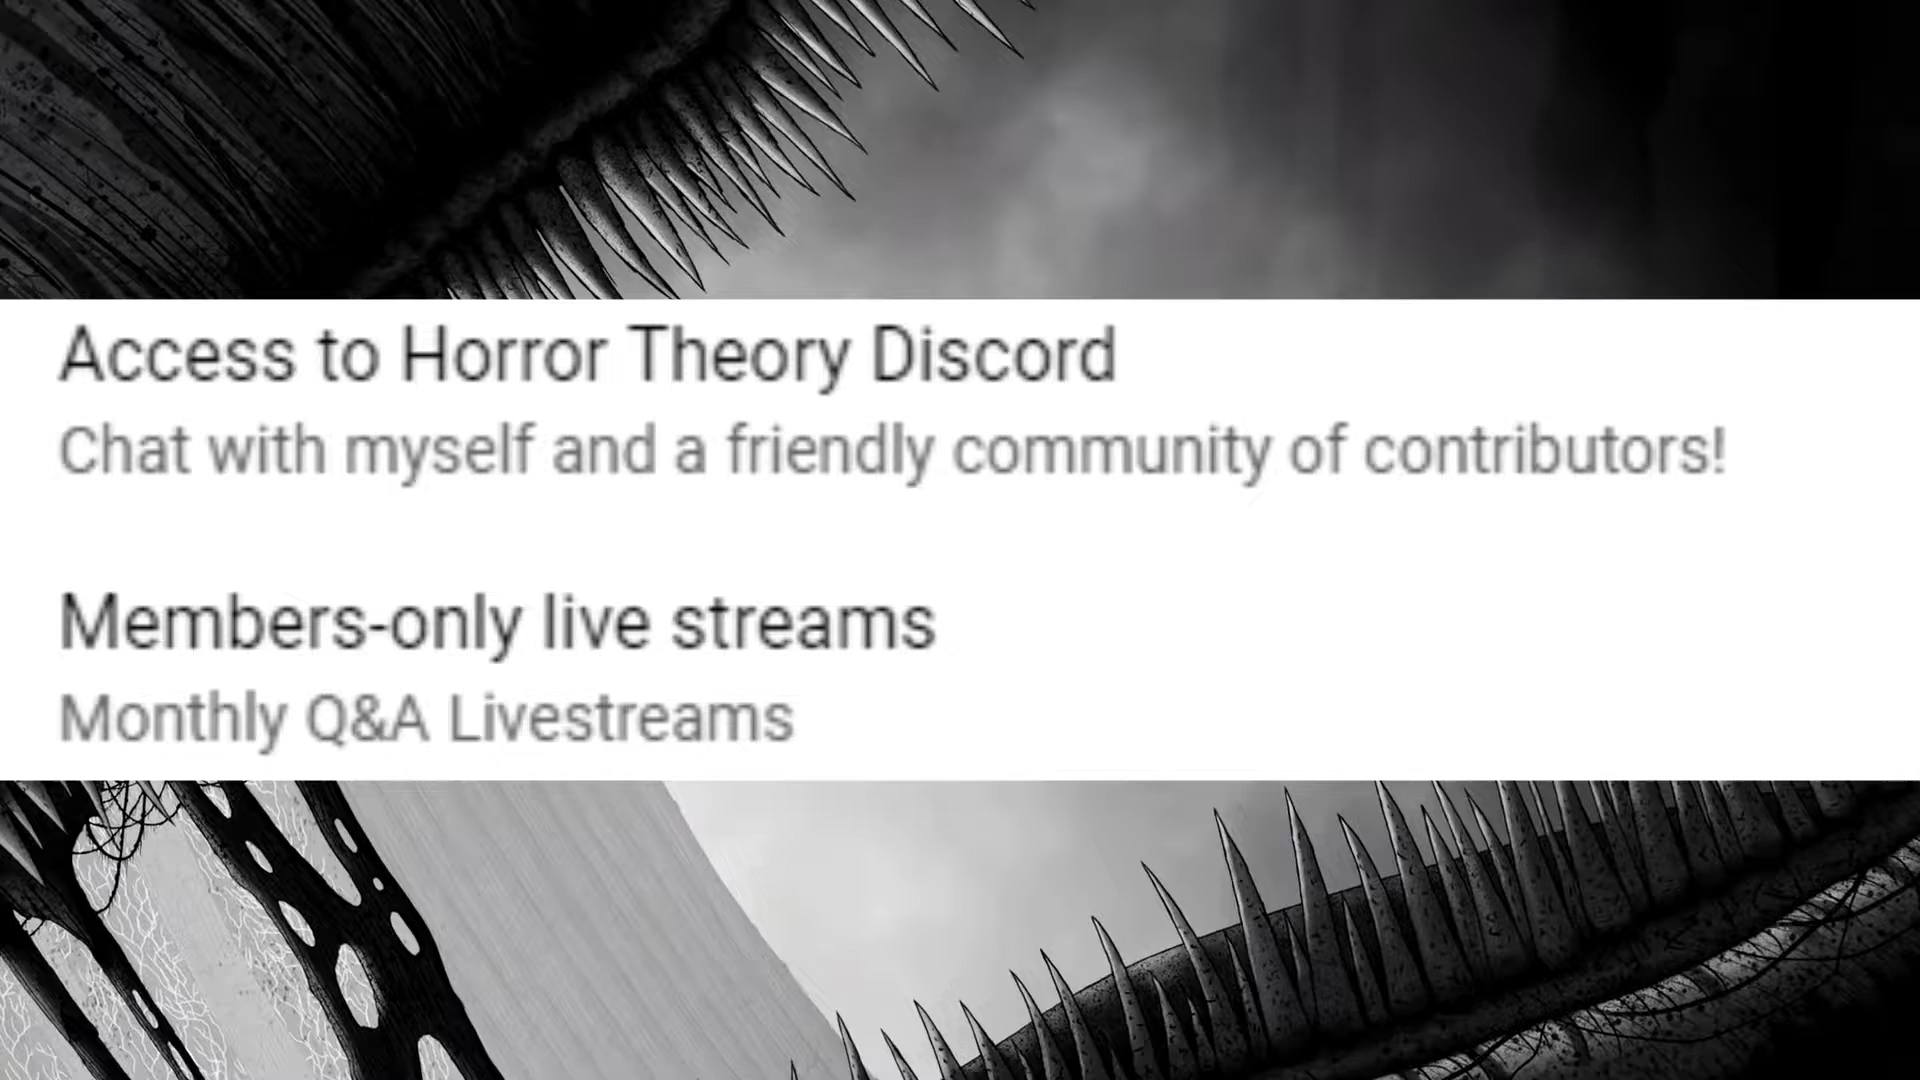 Access to Horror Theory Discord
Chat with myself and a friendly community of contributors!
Members-only live streams
Monthly Q&A Livestreams